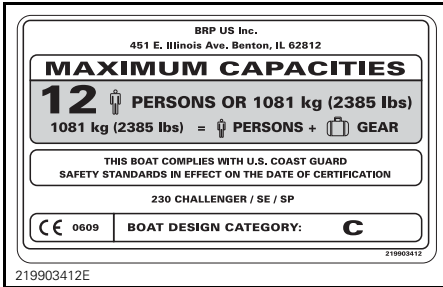 BRP US Inc.
451 E. Illinois Ave. Benton, IL 62812
MAXIMUM CAPACITIES
12 PERSONS OR 1081 kg (2385 lbs)
1081 kg (2385 lbs) = PERSONS + GEAR
THIS BOAT COMPLIES WITH U.S. COAST GUARD
SAFETY STANDARDS IN EFFECT ON THE DATE OF CERTIFICATION
230 CHALLENGER / SE / SP
CE 0609 BOAT DESIGN CATEGORY: C
219903412
219903412E